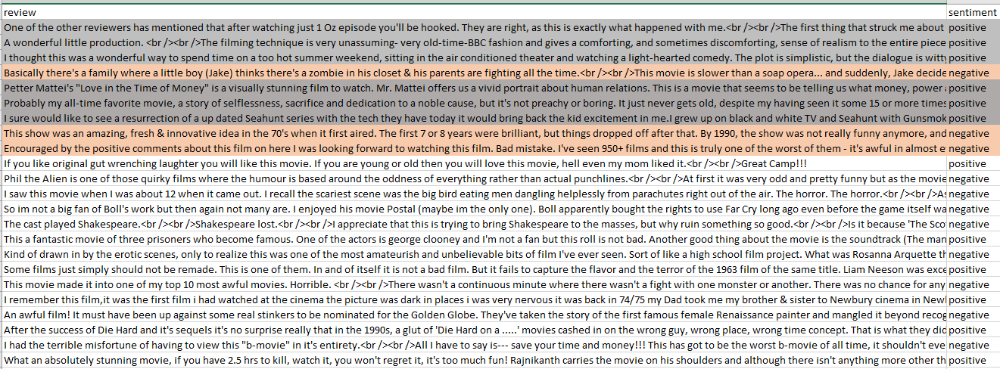 review sentiment
One of the other reviewers has mentioned that after watching just 1 Oz episode you'll be hooked. They are right, as this is exactly what happened with me.<br /><br />The first thing that struck me about positive
A wonderful little production. <br /><br />The filming technique is very unassuming- very old-time-BBC fashion and gives a comforting, and sometimes discomforting, sense of realism to the entire piece positive
I thought this was a wonderful way to spend time on a too hot summer weekend, sitting in the air conditioned theater and watching a light-hearted comedy. The plot is simplistic, but the dialogue is witty positive
Basically there's a family where a little boy (Jake) thinks there's a zombie in his closet & his parents are fighting all the time.<br /><br />This movie is slower than a soap opera... and suddenly, Jake decide negative
Petter Mattei's "Love in the Time of Money" is a visually stunning film to watch. Mr. Mattei offers us a vivid portrait about human relations. This is a movie that seems to be telling us what money, power positive
Probably my all-time favorite movie, a story of selflessness, sacrifice and dedication to a noble cause, but it's not preachy or boring. It just never gets old, despite my having seen it some 15 or more times positive
I sure would like to see a resurrection of a up dated Seahunt series with the tech they have today it would bring back the kid excitement in me.I grew up on black and white TV and Seahunt with Gunsmok positive
This show was an amazing, fresh & innovative idea in the 70's when it first aired. The first 7 or 8 years were brilliant, but things dropped off after that. By 1990, the show was not really funny anymore, and negative
Encouraged by the positive comments about this film on here I was looking forward to watching this film. Bad mistake. I've seen 950+ films and this is truly one of the worst of them - it's awful in almost e negative
If you like original gut wrenching laughter you will like this movie. If you are young or old then you will love this movie, hell even my mom liked it.<br /><br />Great Camp!!! positive
Phil the Alien is one of those quirky films where the humour is based around the oddness of everything rather than actual punchlines.<br /><br />At first it was very odd and pretty funny but as the movie negative
I saw this movie when I was about 12 when it came out. I recall the scariest scene was the big bird eating men dangling helplessly from parachutes right out of the air. The horror. The horror.<br /><br />As negative
So im not a big fan of Boll's work but then again not many are. I enjoyed his movie Postal (maybe im the only one). Boll apparently bought the rights to use Far Cry long ago even before the game itself wa negative
The cast played Shakespeare.<br /><br />Shakespeare lost.<br /><br />I appreciate that this is trying to bring Shakespeare to the masses, but why ruin something so good.<br /><br />Is it because 'The Sco negative
This a fantastic movie of three prisoners who become famous. One of the actors is george clooney and I'm not a fan but this roll is not bad. Another good thing about the movie is the soundtrack (The man positive
Kind of drawn in by the erotic scenes, only to realize this was one of the most amateurish and unbelievable bits of film I've ever seen. Sort of like a high school film project. What was Rosanna Arquette th negative
Some films just simply should not be remade. This is one of them. In and of itself it is not a bad film. But it fails to capture the flavor and the terror of the 1963 film of the same title. Liam Neeson was exce positive
This movie made it into one of my top 10 most awful movies. Horrible. <br /><br />There wasn't a continuous minute where there wasn't a fight with one monster or another. There was no chance for any negative
I remember this film,it was the first film i had watched at the cinema the picture was dark in places i was very nervous it was back in 74/75 my Dad took me my brother & sister to Newbury cinema in Newl positive
An awful film! It must have been up against some real stinkers to be nominated for the Golden Globe. They've taken the story of the first famous female Renaissance painter and mangled it beyond recog negative
After the success of Die Hard and it's sequels it's no surprise really that in the 1990s, a glut of 'Die Hard on a .....' movies cashed in on the wrong guy, wrong place, wrong time concept. That is what they did positive
I had the terrible misfortune of having to view this "b-movie" in it's entirety.<br /><br />All I have to say is--- save your time and money!!! This has got to be the worst b-movie of all time, it shouldn't eve negative
What an absolutely stunning movie, if you have 2.5 hrs to kill, watch it, you won't regret it, it's too much fun! Rajnikanth carries the movie on his shoulders and although there isn't anything more other th positive